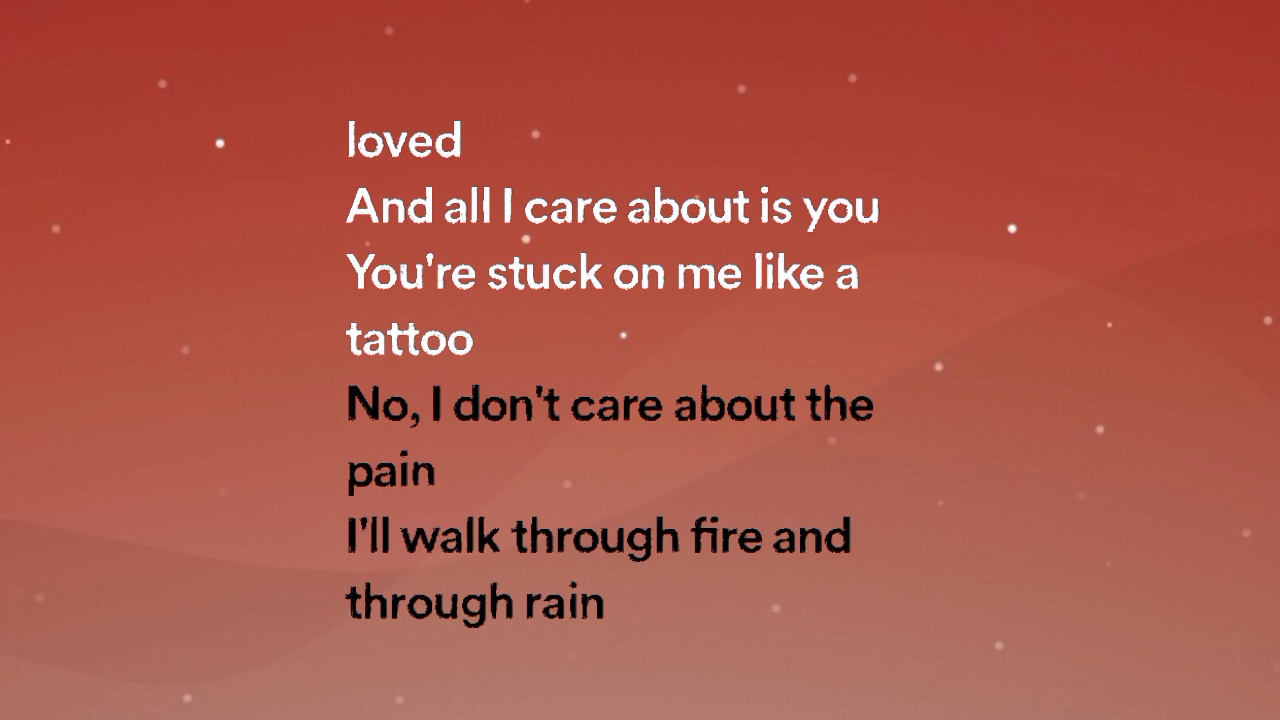 loved
And all I care about is you
You're stuck on me like a
tattoo
No, I don't care about the
pain
I'll walk through fire and
through rain